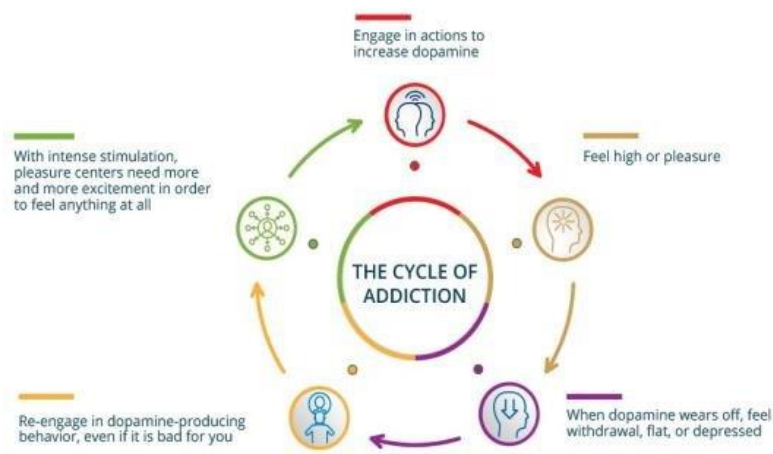 Engage in actions to
increase dopamine
Feel high or pleasure
When dopamine wears off, feel
withdrawal, flat, or depressed
Re-engage in dopamine-producing
behavior, even if it is bad for you
With intense stimulation,
pleasure centers need more
and more excitement in order
to feel anything at all
THE CYCLE OF
ADDICTION